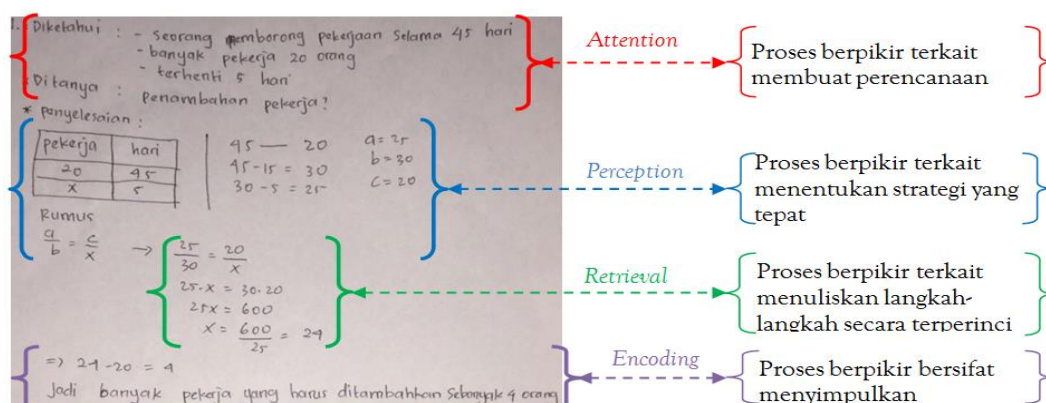 1. Diketahui : - Seorang pemborong pekerjaan selama 45 hari
- banyak pekerja 20 orang
- terhenti 5 hari
* Ditanya : Penambahan pekerja?
* Penyelesaian :
Pekerja hari
20 45
x 5
45 — 20
45-15 = 30
30-5 = 25
a = 25
b = 30
c = 20
Rumus
a/b = c/x → 25/30 = 20/x
25.x = 30.20
25x = 600
x = 600/25 = 24
=> 24-20 = 4
Jadi banyak pekerja yang harus ditambahkan Sebanyak 4 orang
Attention
Proses berpikir terkait
membuat perencanaan
Perception
Proses berpikir terkait
menentukan strategi yang
tepat
Retrieval
Proses berpikir terkait
menuliskan langkah-
langkah secara terperinci
Encoding
Proses berpikir bersifat
menyimpulkan